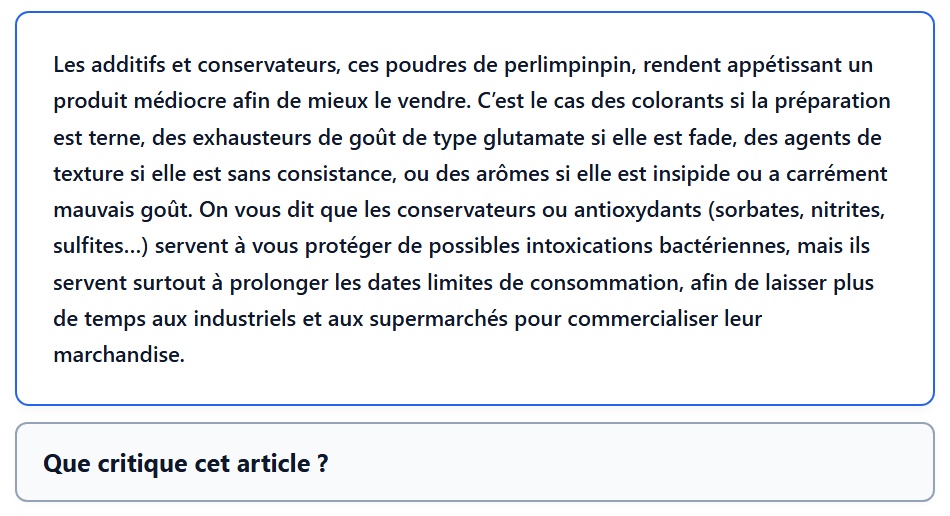 Les additifs et conservateurs, ces poudres de perlimpinpin, rendent appétissant un
produit médiocre afin de mieux le vendre. C’est le cas des colorants si la préparation
est terne, des exhausteurs de goût de type glutamate si elle est fade, des agents de
texture si elle est sans consistance, ou des arômes si elle est insipide ou a carrément
mauvais goût. On vous dit que les conservateurs ou antioxydants (sorbates, nitrites,
sulfites…) servent à vous protéger de possibles intoxications bactériennes, mais ils
servent surtout à prolonger les dates limites de consommation, afin de laisser plus
de temps aux industriels et aux supermarchés pour commercialiser leur
marchandise.
Que critique cet article ?